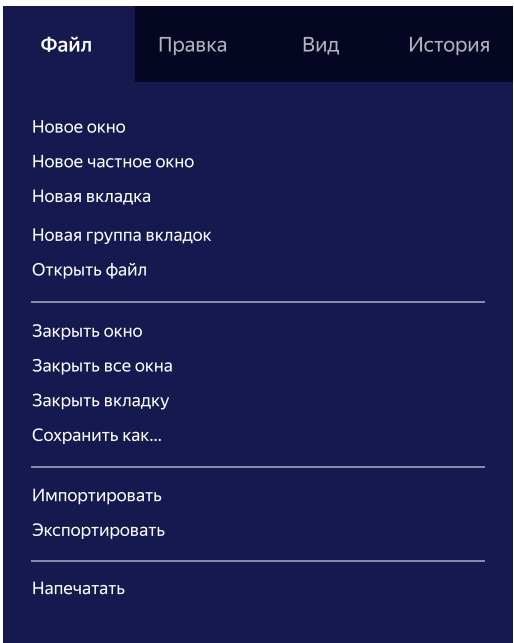 Файл Правка Вид История
Новое окно
Новое частное окно
Новая вкладка
Новая группа вкладок
Открыть файл
Закрыть окно
Закрыть все окна
Закрыть вкладку
Сохранить как...
Импортировать
Экспортировать
Напечатать